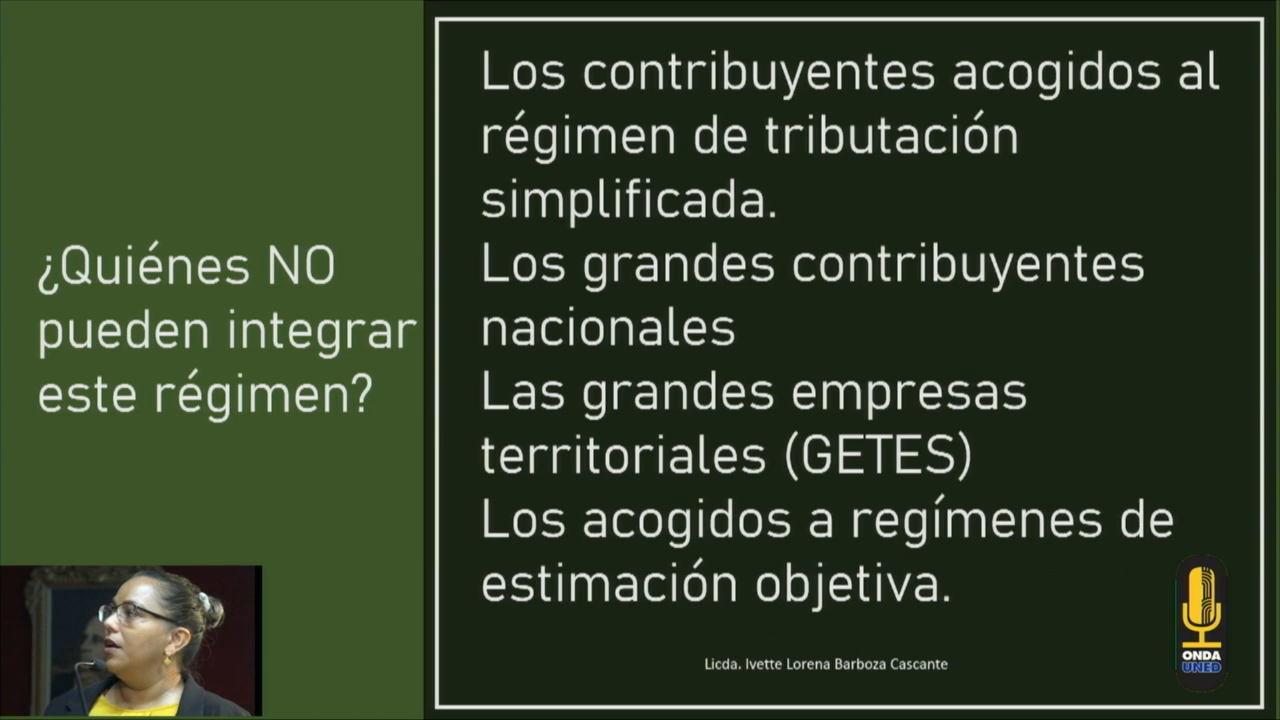 ¿Quiénes NO
pueden integrar
este régimen?
Los contribuyentes acogidos al
régimen de tributación
simplificada.
Los grandes contribuyentes
nacionales
Las grandes empresas
territoriales (GETES)
Los acogidos a regímenes de
estimación objetiva.
Licda. Ivette Lorena Barboza Cascante
ONDA
UNED